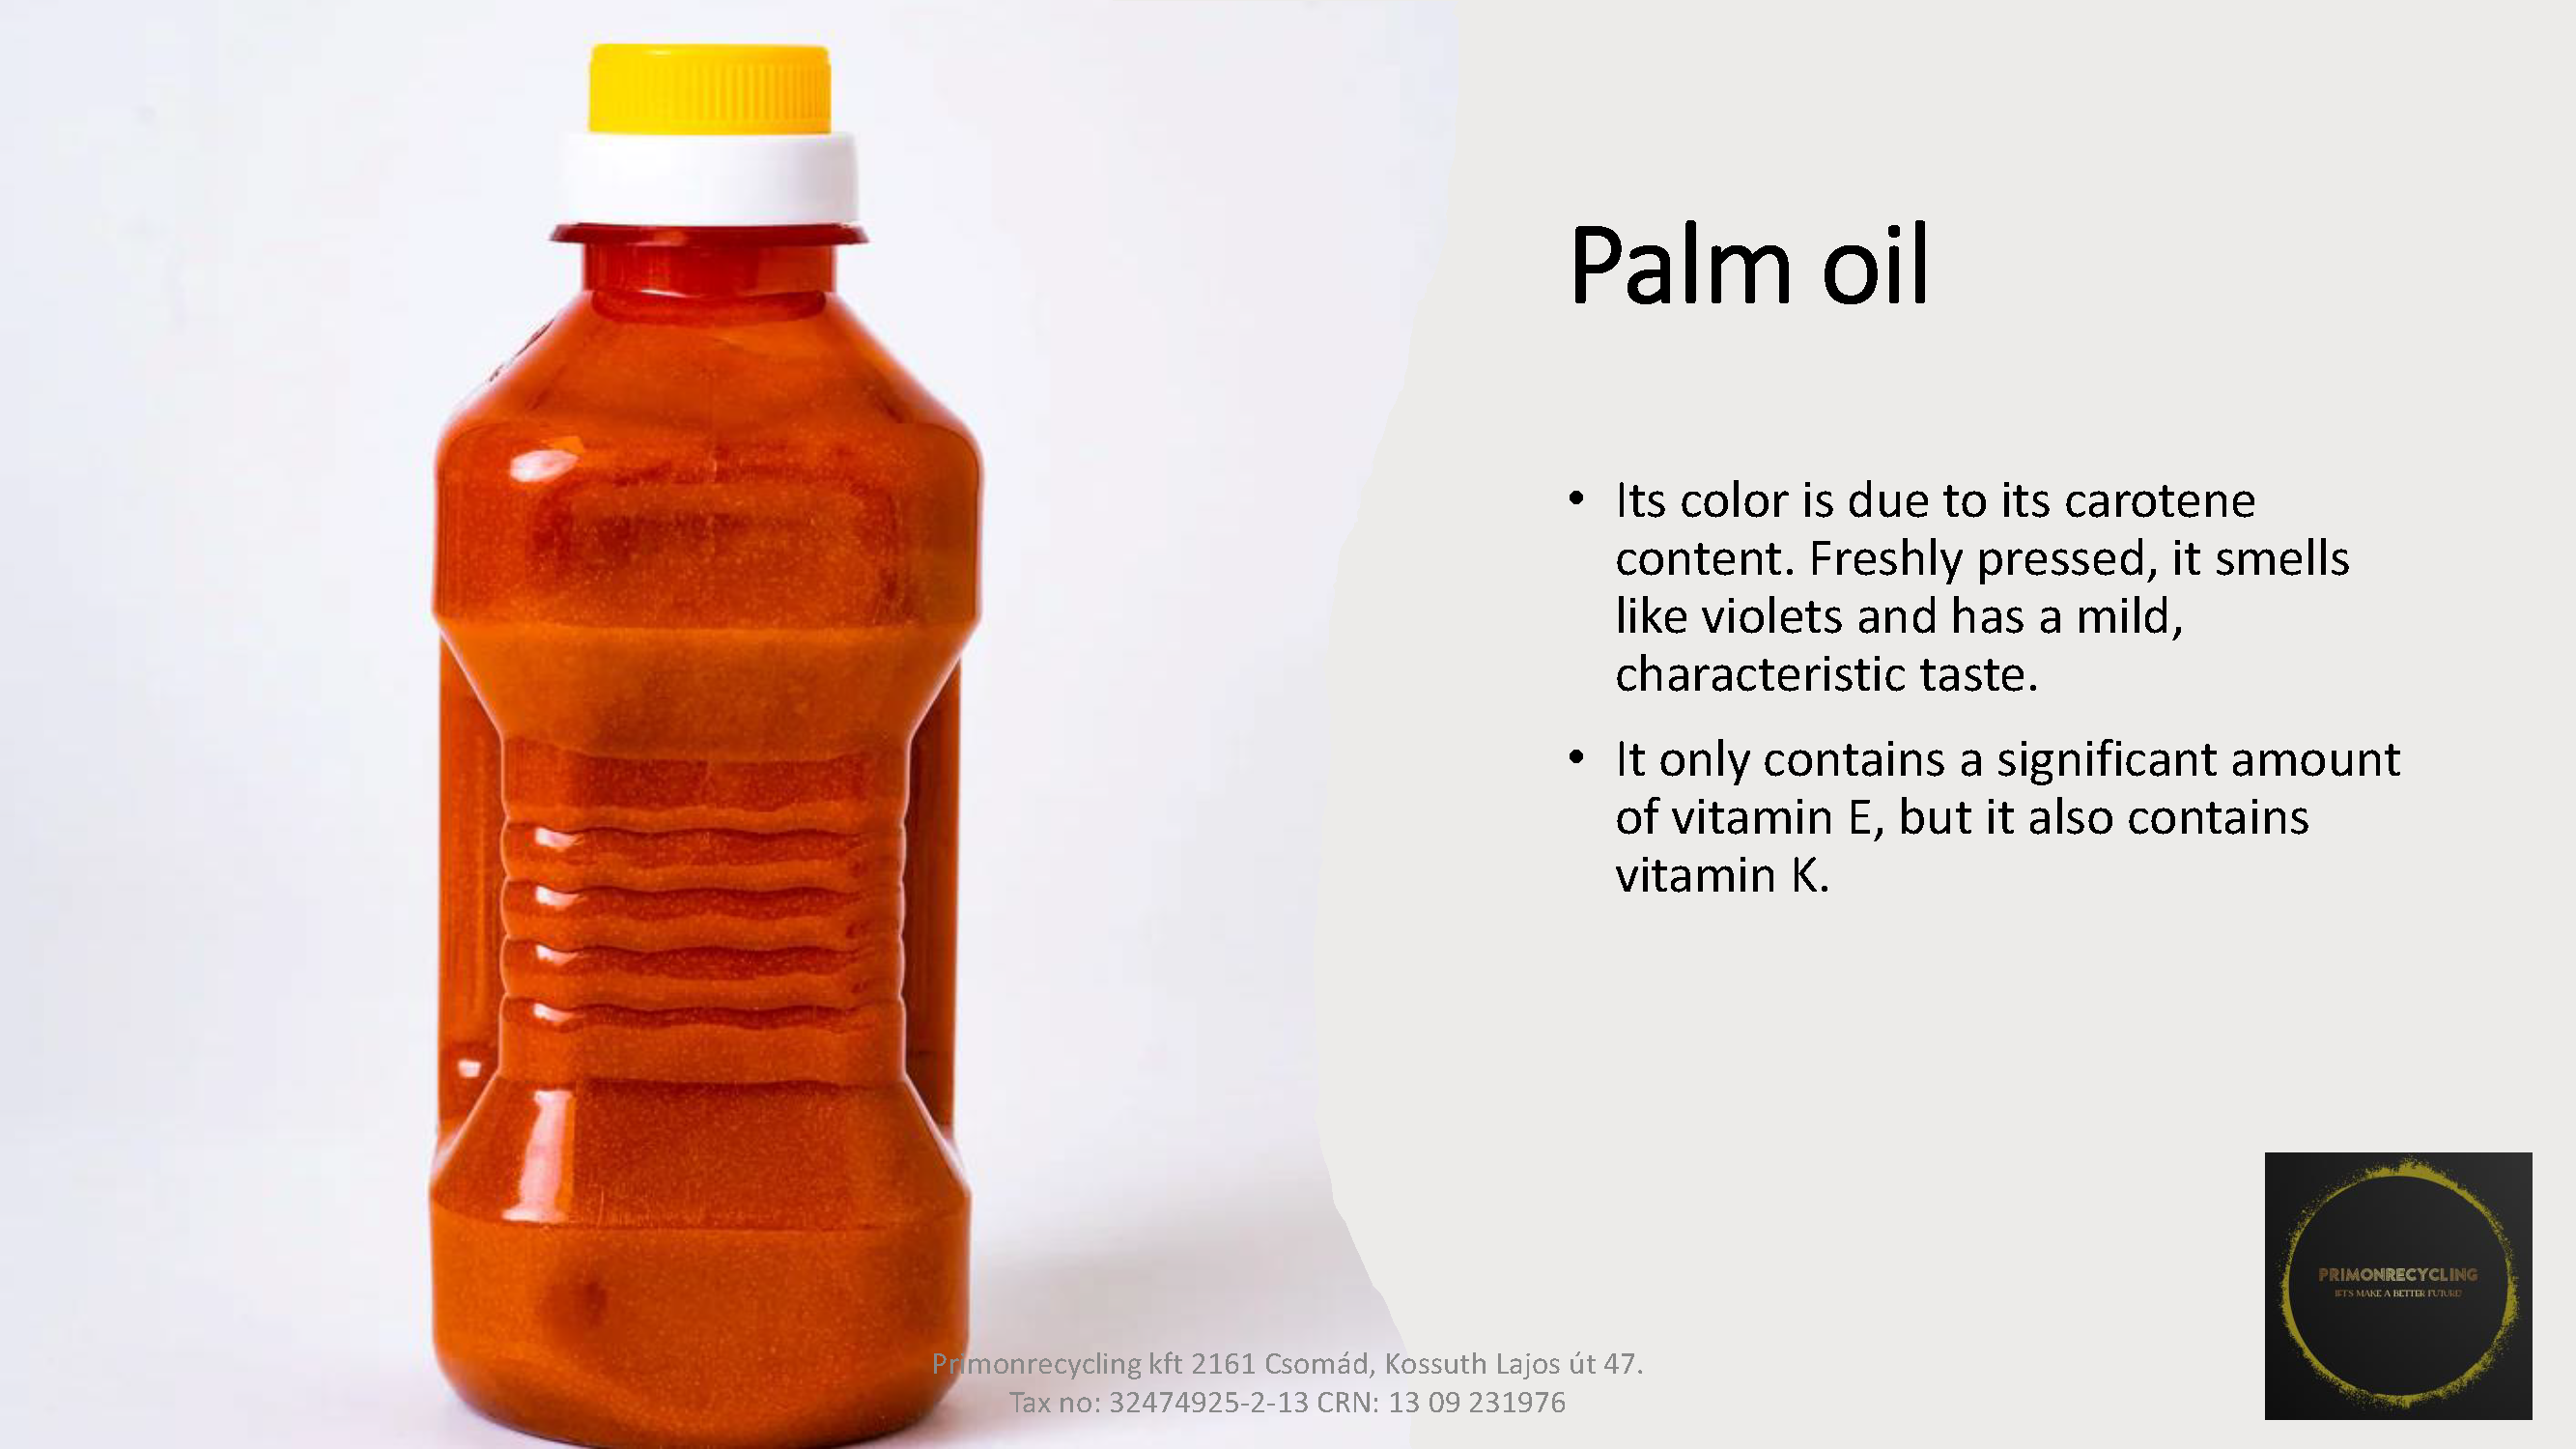 Palm oil
• Its color is due to its carotene
content. Freshly pressed, it smells
like violets and has a mild,
characteristic taste.
• It only contains a significant amount
of vitamin E, but it also contains
vitamin K.
PRIMONRECYCLING
LET'S MAKE A BETTER FUTURE
Primonrecycling kft 2161 Csomád, Kossuth Lajos út 47.
Tax no: 32474925-2-13 CRN: 13 09 231976